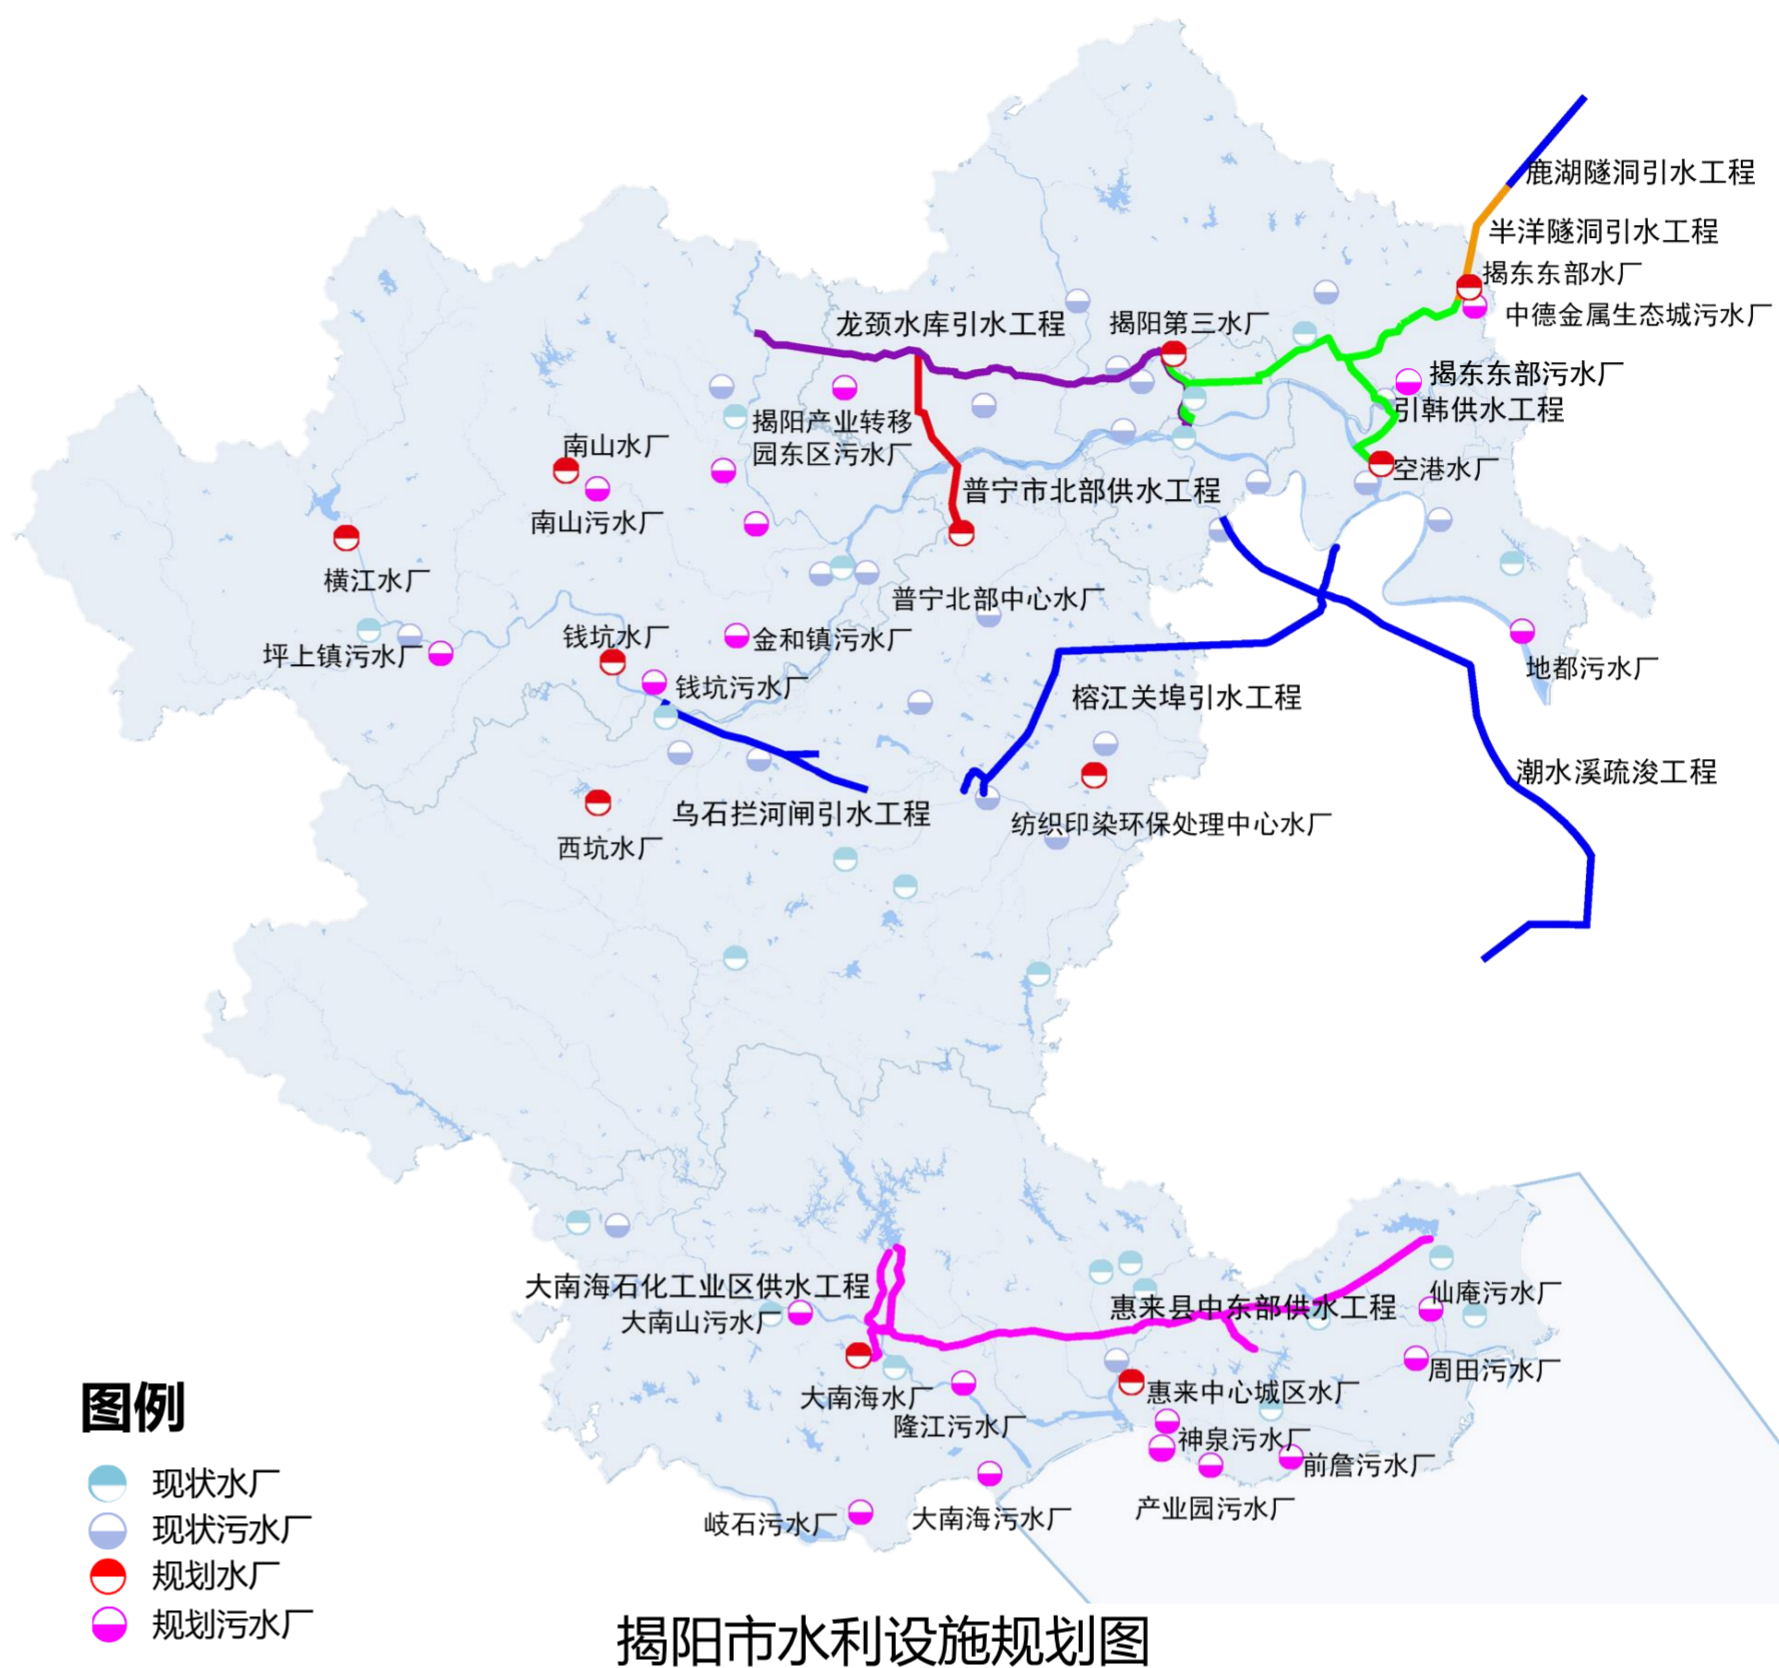 鹿湖隧洞引水工程
半洋隧洞引水工程
揭东东部水厂
中德金属生态城污水厂
龙颈水库引水工程
揭阳第三水厂
揭东东部污水厂
引韩供水工程
揭阳产业转移
园东区污水厂
南山水厂
空港水厂
普宁市北部供水工程
南山污水厂
横江水厂
普宁北部中心水厂
钱坑水厂
金和镇污水厂
坪上镇污水厂
地都污水厂
钱坑污水厂
榕江关埠引水工程
潮水溪疏浚工程
乌石拦河闸引水工程
纺织印染环保处理中心水厂
西坑水厂
大南海石化工业区供水工程
仙庵污水厂
惠来县中东部供水工程
大南山污水厂
周田污水厂
大南海水厂
惠来中心城区水厂
隆江污水厂
神泉污水厂
前詹污水厂
产业园污水厂
岐石污水厂
大南海污水厂
图例
现状水厂
现状污水厂
规划水厂
规划污水厂
揭阳市水利设施规划图